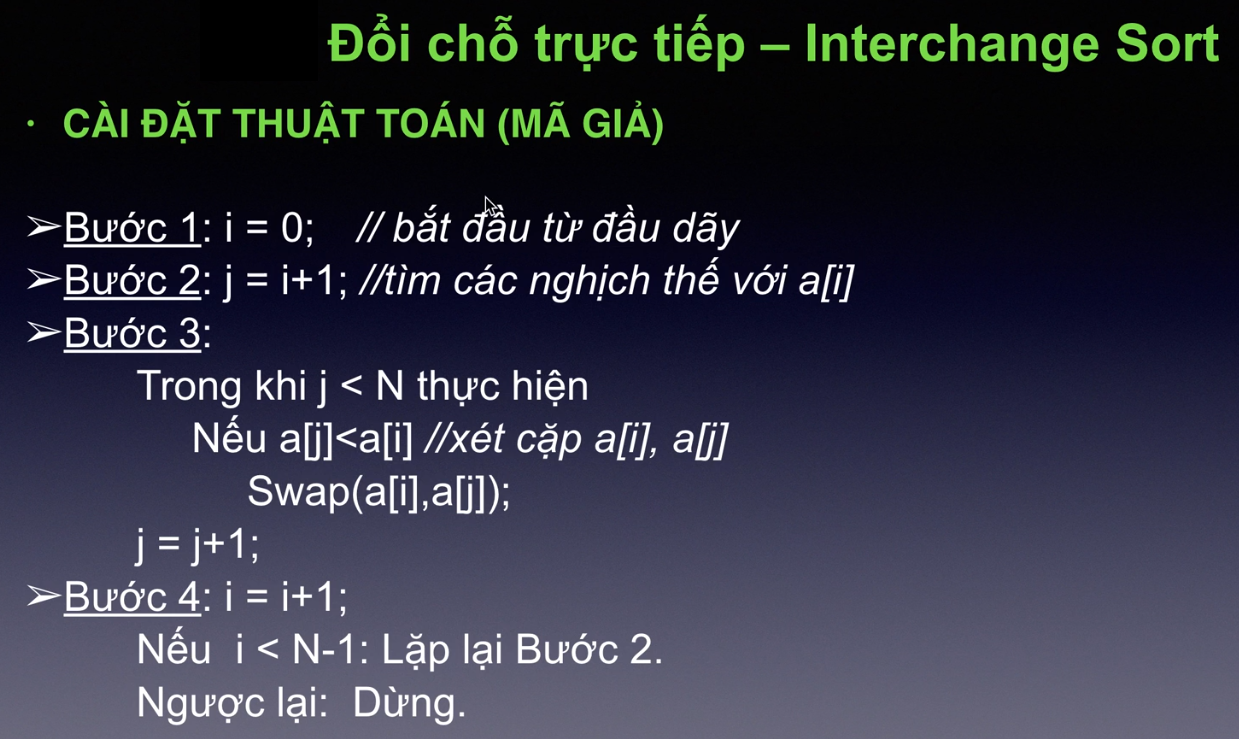 Đổi chỗ trực tiếp – Interchange Sort
• CÀI ĐẶT THUẬT TOÁN (MÃ GIẢ)
➢Bước 1: i = 0; // bắt đầu từ đầu dãy
➢Bước 2: j = i+1; //tìm các nghịch thế với a[i]
➢Bước 3:
Trong khi j < N thực hiện
Nếu a[j]<a[i] //xét cặp a[i], a[j]
Swap(a[i],a[j]);
j = j+1;
➢Bước 4: i = i+1;
Nếu i < N-1: Lặp lại Bước 2.
Ngược lại: Dừng.